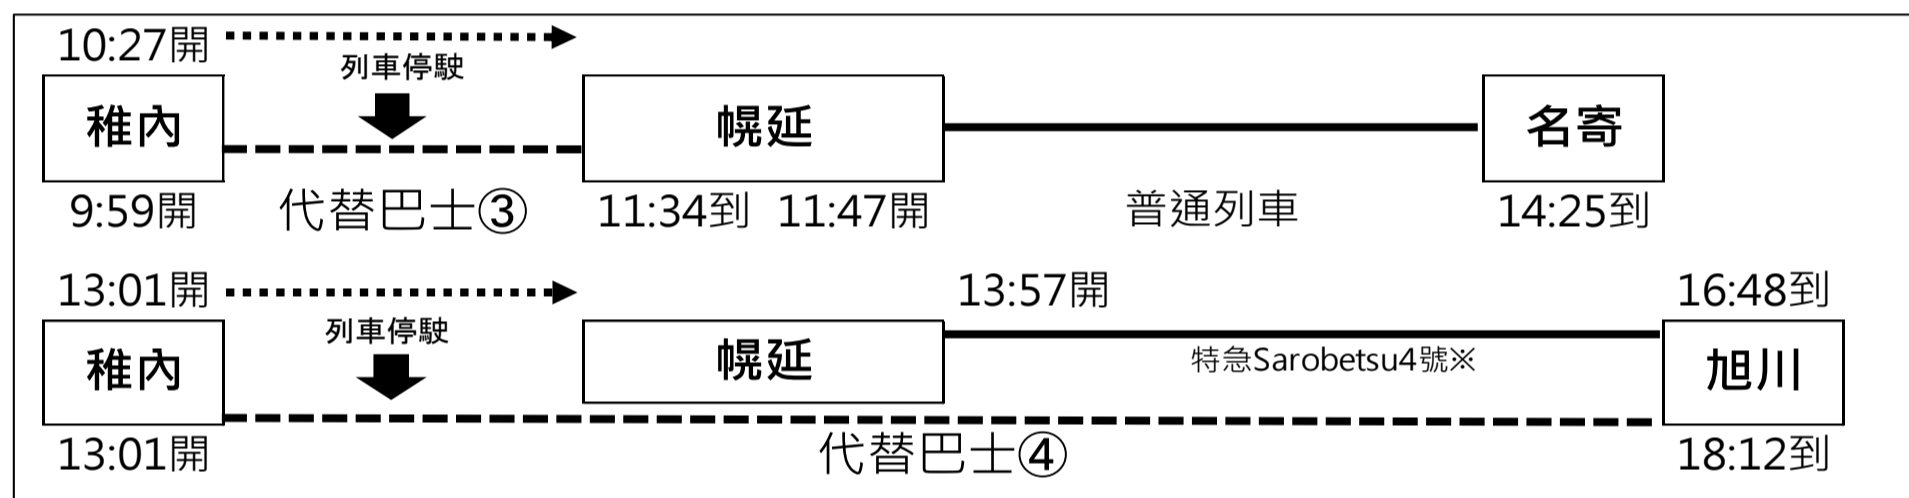 10:27開
列車停駛
稚內 幌延 名寄
9:59開 代替巴士③ 11:34到 11:47開 普通列車 14:25到
13:01開 13:57開 16:48到
列車停駛
稚內 幌延 特急Sarobetsu4號※ 旭川
13:01開 代替巴士④ 18:12到